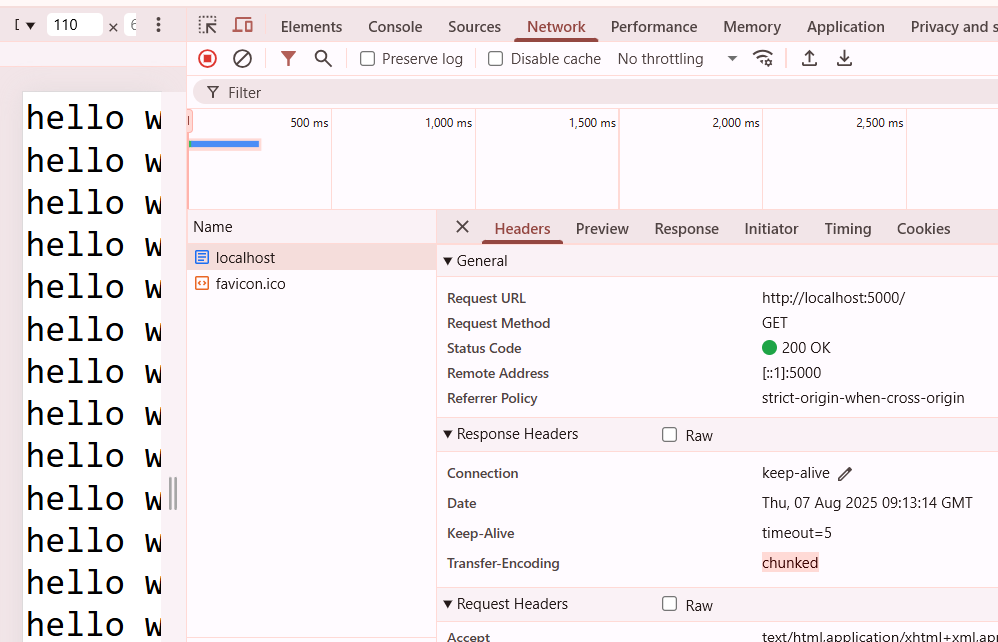 110 × 6
Elements Console Sources Network Performance Memory Application Privacy and s
Preserve log Disable cache No throttling
Filter
500 ms 1,000 ms 1,500 ms 2,000 ms 2,500 ms
hello w
hello w
hello w
hello w
hello w
hello w
hello w
hello w
hello w
hello w
hello w
hello w
hello w
Name
localhost
favicon.ico
Headers Preview Response Initiator Timing Cookies
General
Request URL http://localhost:5000/
Request Method GET
Status Code 200 OK
Remote Address [::1]:5000
Referrer Policy strict-origin-when-cross-origin
Response Headers Raw
Connection keep-alive
Date Thu, 07 Aug 2025 09:13:14 GMT
Keep-Alive timeout=5
Transfer-Encoding chunked
Request Headers Raw
Accept text/html,application/xhtml+xml,ap